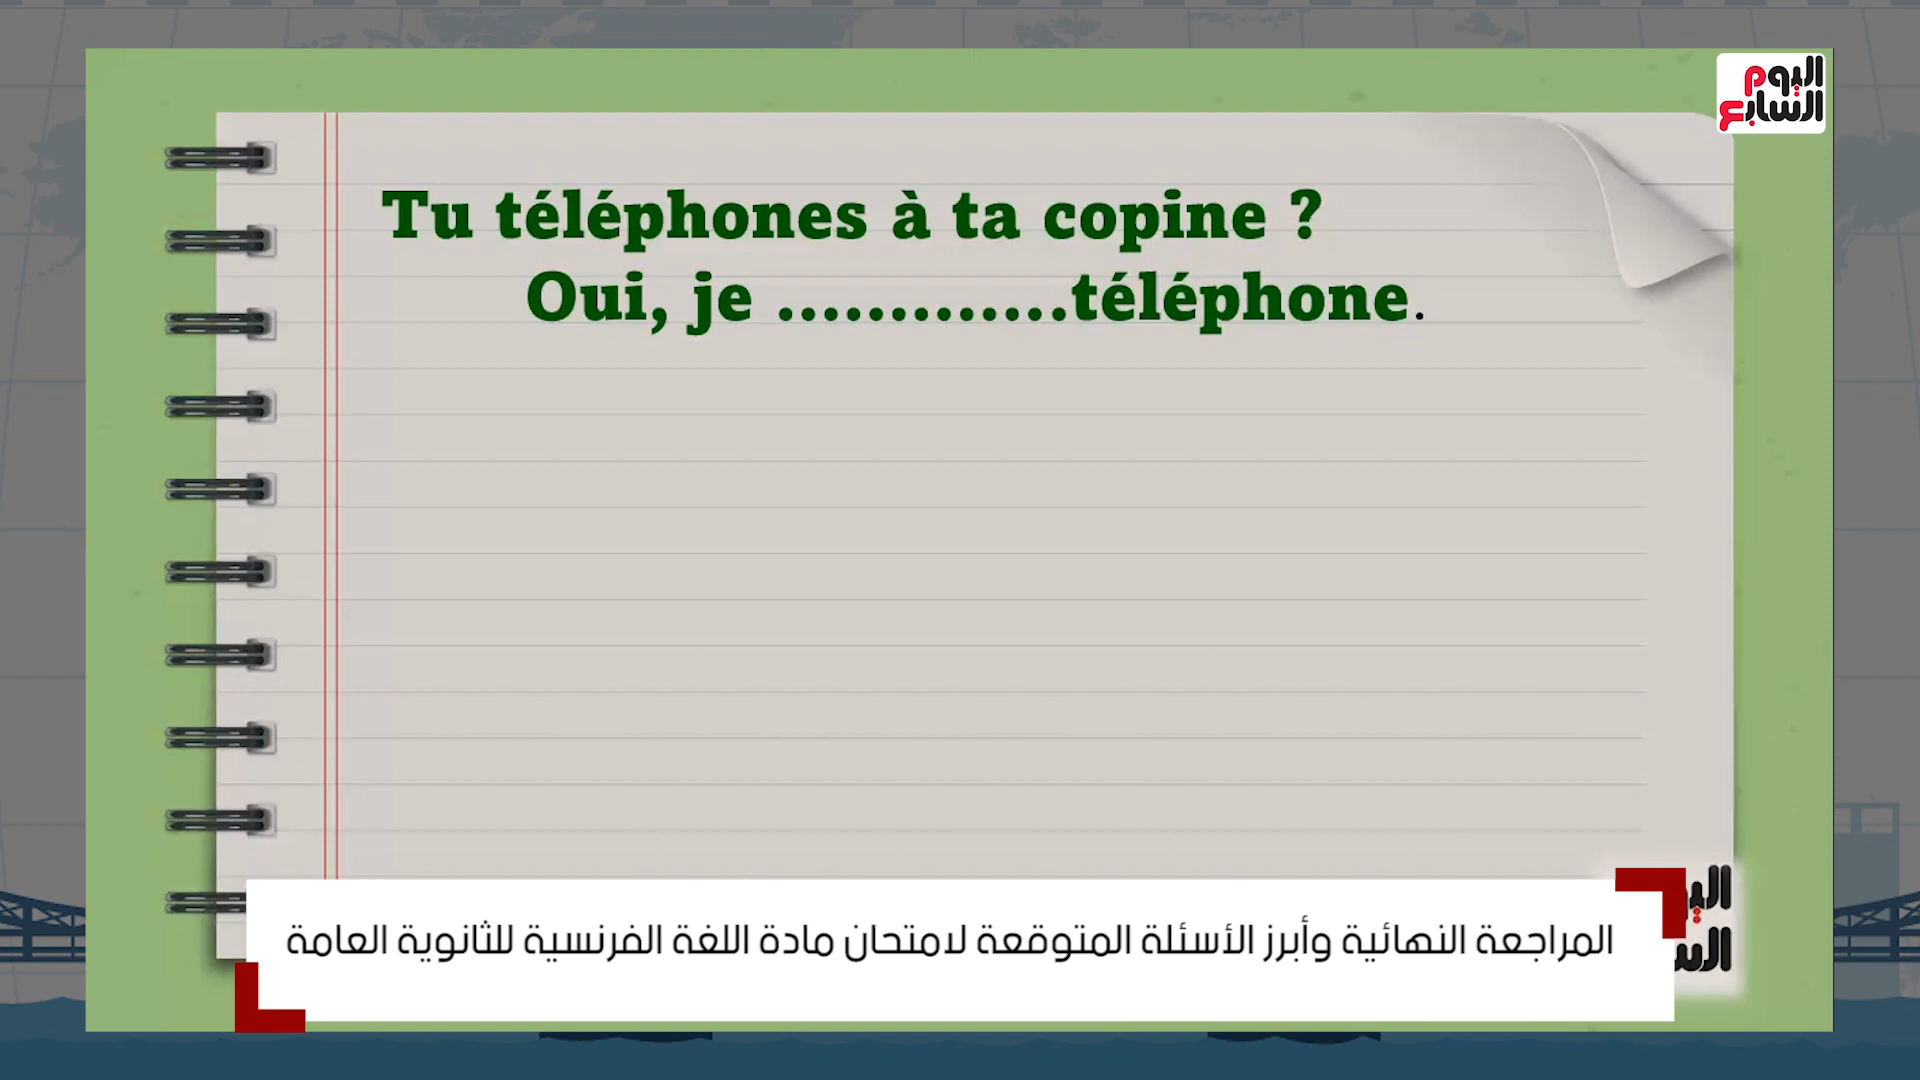 اليوم
السابع
Tu téléphones à ta copine ?
Oui, je .............téléphone.
المراجعة النهائية وأبرز الأسئلة المتوقعة لامتحان مادة اللغة الفرنسية للثانوية العامة